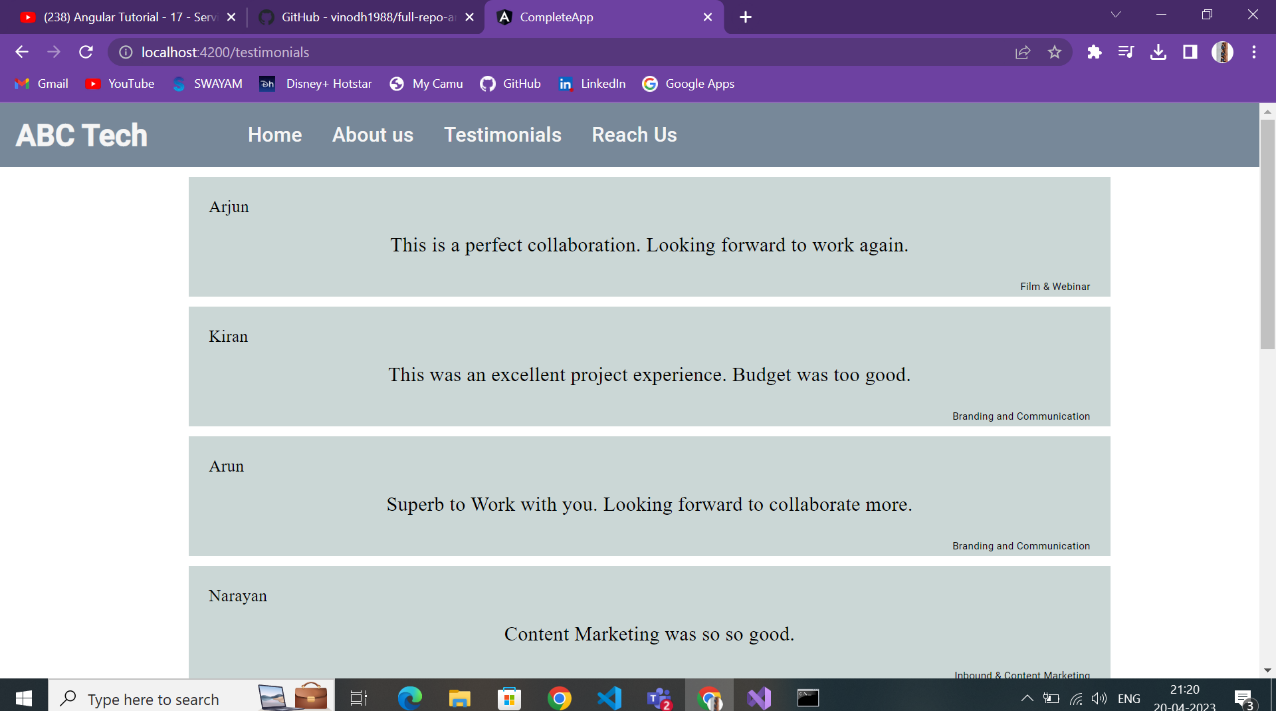 (238) Angular Tutorial - 17 - Serv
GitHub - vinodh1988/full-repo-a
CompleteApp
localhost:4200/testimonials
Gmail
YouTube
SWAYAM
Disney+ Hotstar
My Camu
GitHub
LinkedIn
Google Apps
ABC Tech
Home
About us
Testimonials
Reach Us
Arjun
This is a perfect collaboration. Looking forward to work again.
Film & Webinar
Kiran
This was an excellent project experience. Budget was too good.
Branding and Communication
Arun
Superb to Work with you. Looking forward to collaborate more.
Branding and Communication
Narayan
Content Marketing was so so good.
Inbound & Content Marketing
Type here to search
2
ENG
21:20
20-04-2023
3